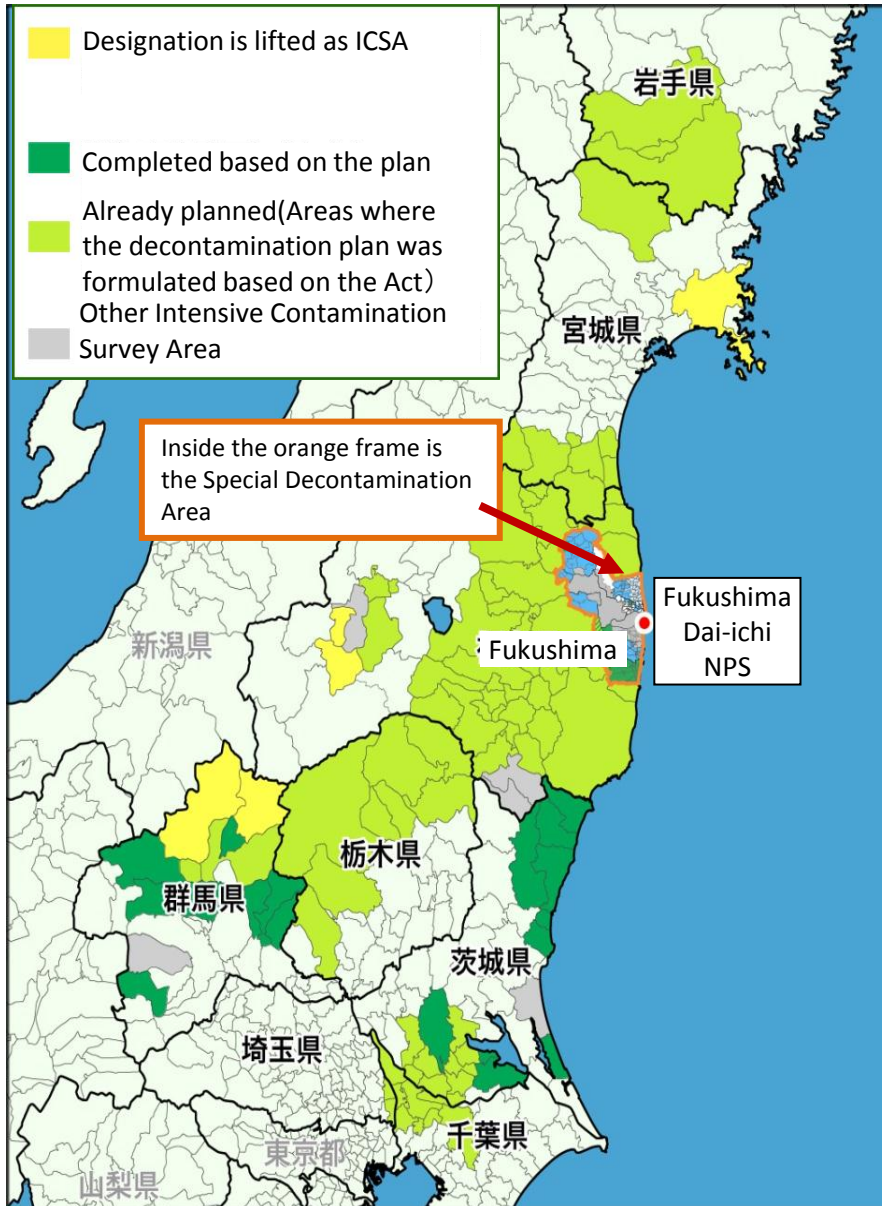 Designation is lifted as ICSA
Completed based on the plan
Already planned(Areas where
the decontamination plan was
formulated based on the Act）
Other Intensive Contamination
Survey Area
岩手県
宮城県
Inside the orange frame is
the Special Decontamination
Area
新潟県
Fukushima
Fukushima
Dai-ichi
NPS
栃木県
群馬県
茨城県
埼玉県
千葉県
東京都
山梨県